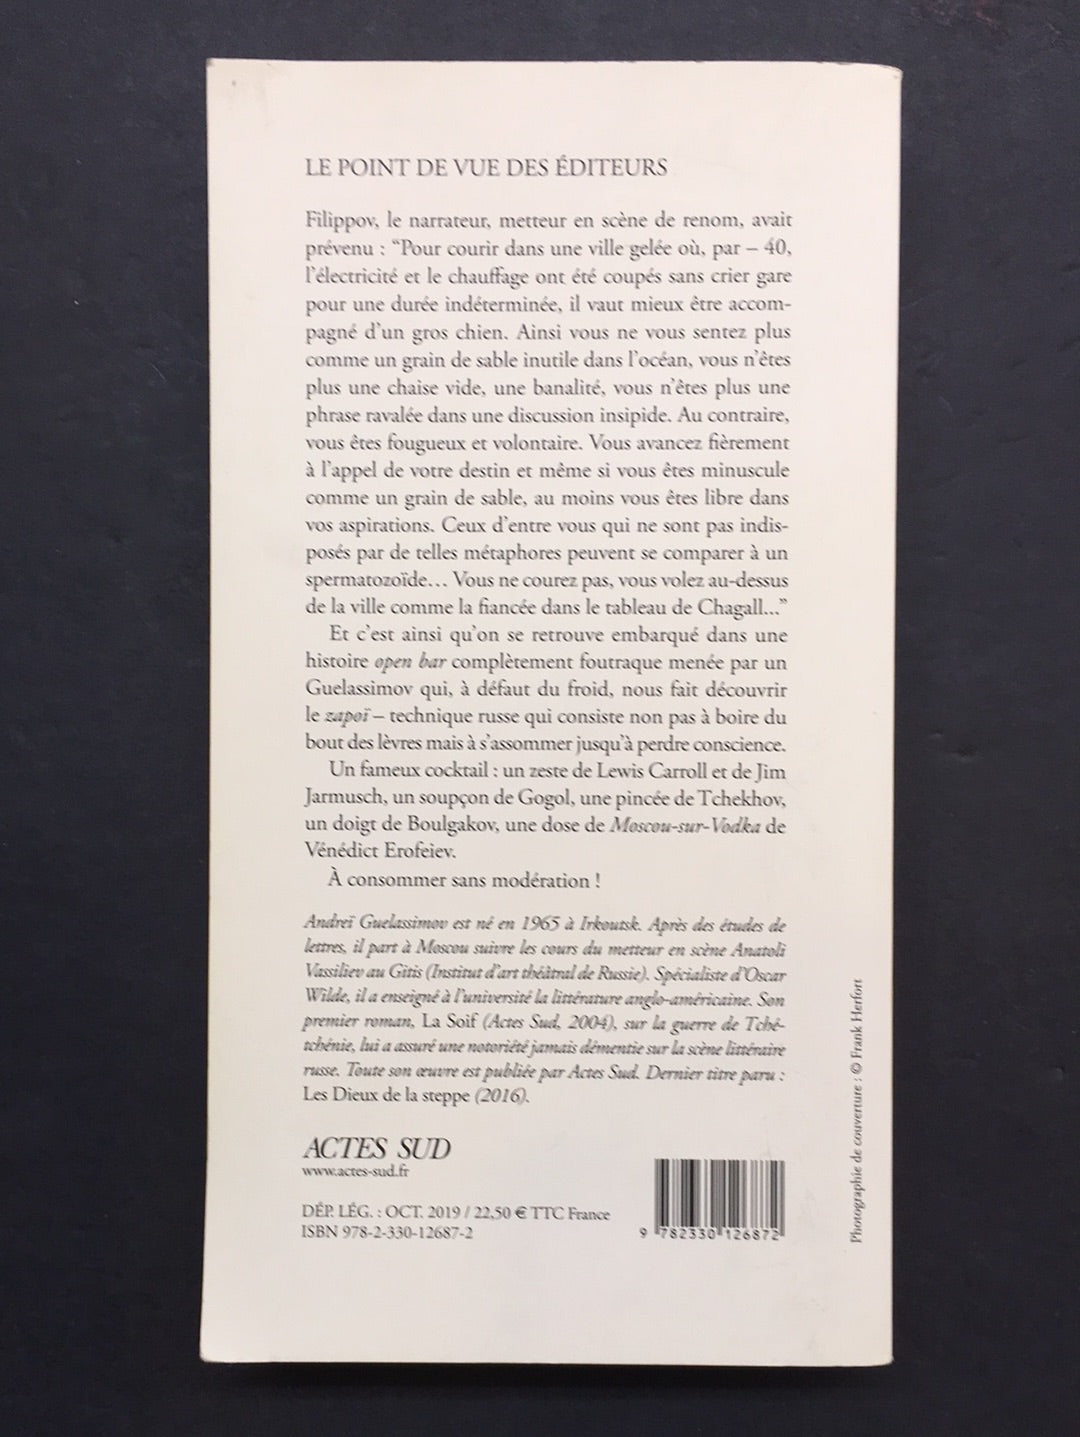 LE POINT DE VUE DES ÉDITEURS
Filippov, le narrateur, metteur en scène de renom, avait
prévenu : “Pour courir dans une ville gelée où, par – 40,
l’électricité et le chauffage ont été coupés sans crier gare
pour une durée indéterminée, il vaut mieux être accom-
pagné d’un gros chien. Ainsi vous ne vous sentez plus
comme un grain de sable inutile dans l’océan, vous n’êtes
plus une chaise vide, une banalité, vous n’êtes plus une
phrase ravalée dans une discussion insipide. Au contraire,
vous êtes fougueux et volontaire. Vous avancez fièrement
à l’appel de votre destin et même si vous êtes minuscule
comme un grain de sable, au moins vous êtes libre dans
vos aspirations. Ceux d’entre vous qui ne sont pas indis-
posés par de telles métaphores peuvent se comparer à un
spermatozoïde… Vous ne courez pas, vous volez au-dessus
de la ville comme la fiancée dans le tableau de Chagall…”
Et c’est ainsi qu’on se retrouve embarqué dans une
histoire open bar complètement foutraque menée par un
Guelassimov qui, à défaut du froid, nous fait découvrir
le zapoï – technique russe qui consiste non pas à boire du
bout des lèvres mais à s’assommer jusqu’à perdre conscience.
Un fameux cocktail : un zeste de Lewis Carroll et de Jim
Jarmusch, un soupçon de Gogol, une pincée de Tchekhov,
un doigt de Boulgakov, une dose de Moscou-sur-Vodka de
Vénédict Erofeiev.
À consommer sans modération !
Andreï Guelassimov est né en 1965 à Irkoutsk. Après des études de
lettres, il part à Moscou suivre les cours du metteur en scène Anatoli
Vassiliev au Gitis (Institut d’art théâtral de Russie). Spécialiste d’Oscar
Wilde, il a enseigné à l’université la littérature anglo-américaine. Son
premier roman, La Soif (Actes Sud, 2004), sur la guerre de Tché-
tchénie, lui a assuré une notoriété jamais démentie sur la scène littéraire
russe. Toute son œuvre est publiée par Actes Sud. Dernier titre paru :
Les Dieux de la steppe (2016).
ACTES SUD
www.actes-sud.fr
DÉP. LÉG. : OCT. 2019 / 22,50 € TTC France
ISBN 978-2-330-12687-2
9 782330 126872
Photographie de couverture : © Frank Herfort